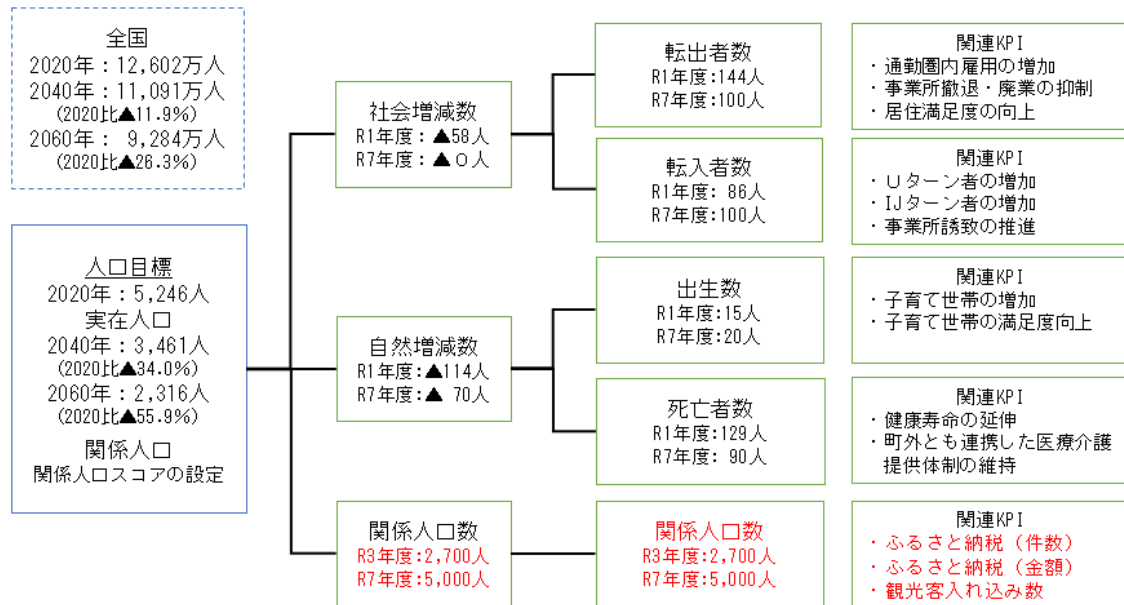 全国
2020年：12,602万人
2040年：11,091万人
(2020比▲11.9%)
2060年： 9,284万人
(2020比▲26.3%)
人口目標
2020年：5,246人
実在人口
2040年：3,461人
(2020比▲34.0%)
2060年：2,316人
(2020比▲55.9%)
関係人口
関係人口スコアの設定
社会増減数
R1年度：▲58人
R7年度：▲０人
転出者数
R1年度:144人
R7年度:100人
関連KPI
・通勤圏内雇用の増加
・事業所撤退・廃業の抑制
・居住満足度の向上
転入者数
R1年度: 86人
R7年度:100人
関連KPI
・Ｕターン者の増加
・IJターン者の増加
・事業所誘致の推進
自然増減数
R1年度:▲114人
R7年度:▲ 70人
出生数
R1年度:15人
R7年度:20人
関連KPI
・子育て世帯の増加
・子育て世帯の満足度向上
死亡者数
R1年度:129人
R7年度: 90人
関連KPI
・健康寿命の延伸
・町外とも連携した医療介護
提供体制の維持
関係人口数
R3年度:2,700人
R7年度:5,000人
関係人口数
R3年度:2,700人
R7年度:5,000人
関連KPI
・ふるさと納税（件数）
・ふるさと納税（金額）
・観光客入れ込み数